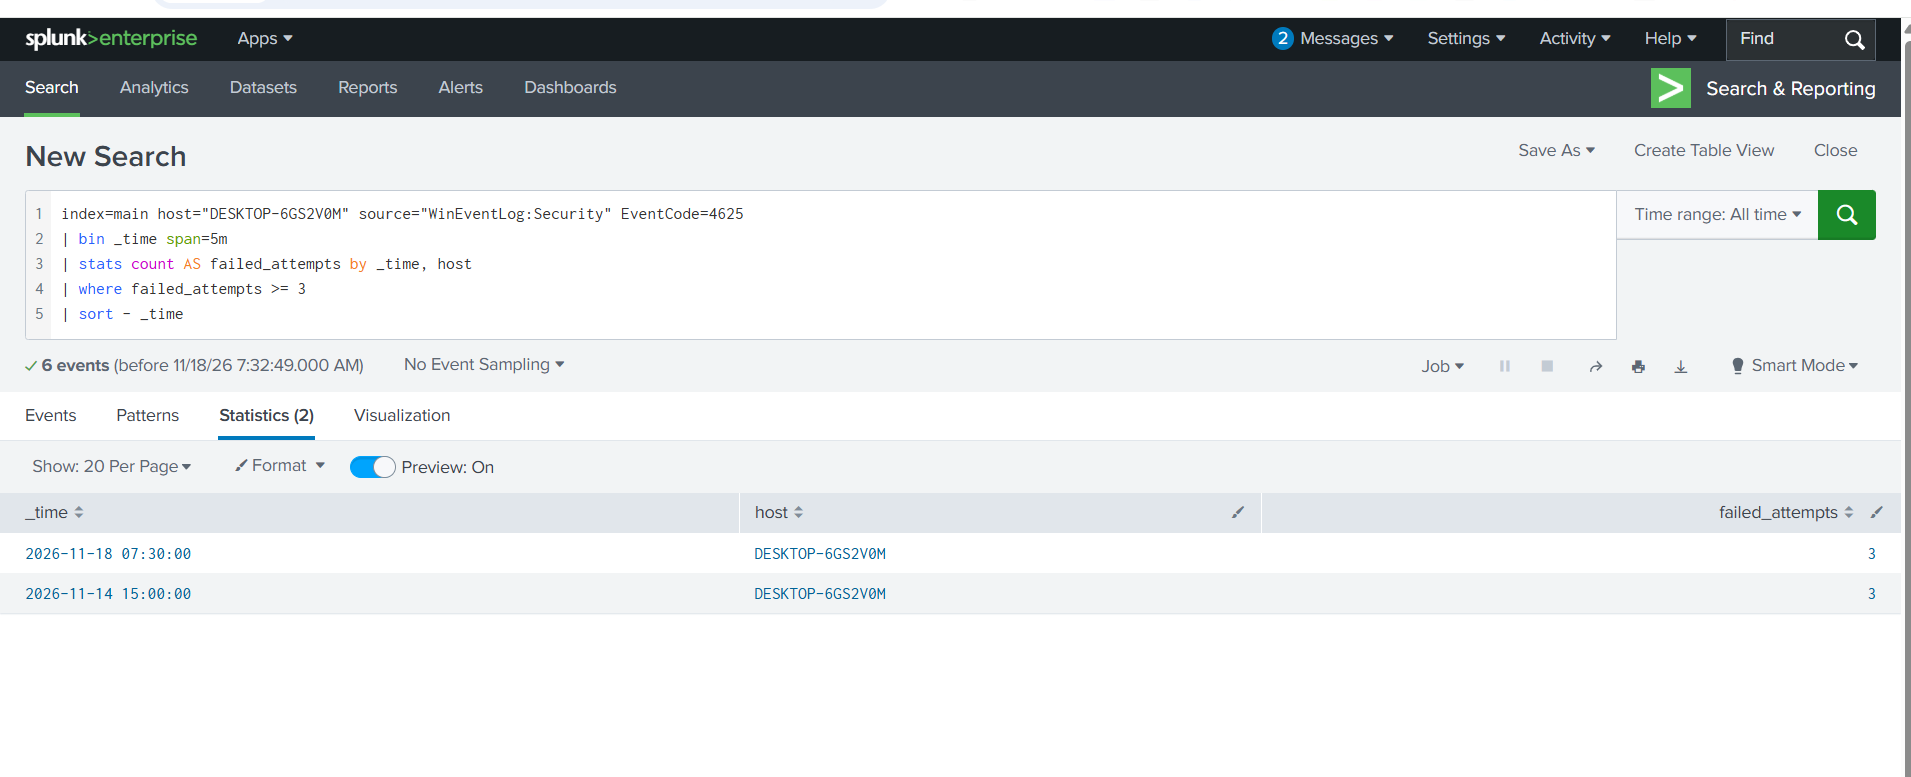 splunk>enterprise Apps 2 Messages Settings Activity Help Find
Search Analytics Datasets Reports Alerts Dashboards > Search & Reporting
New Search Save As Create Table View Close
1 index=main host="DESKTOP-6GS2V0M" source="WinEventLog:Security" EventCode=4625 Time range: All time
2 | bin _time span=5m
3 | stats count AS failed_attempts by _time, host
4 | where failed_attempts >= 3
5 | sort - _time
✓ 6 events (before 11/18/26 7:32:49.000 AM) No Event Sampling Job Smart Mode
Events Patterns Statistics (2) Visualization
Show: 20 Per Page Format Preview: On
_time host failed_attempts
2026-11-18 07:30:00 DESKTOP-6GS2V0M 3
2026-11-14 15:00:00 DESKTOP-6GS2V0M 3